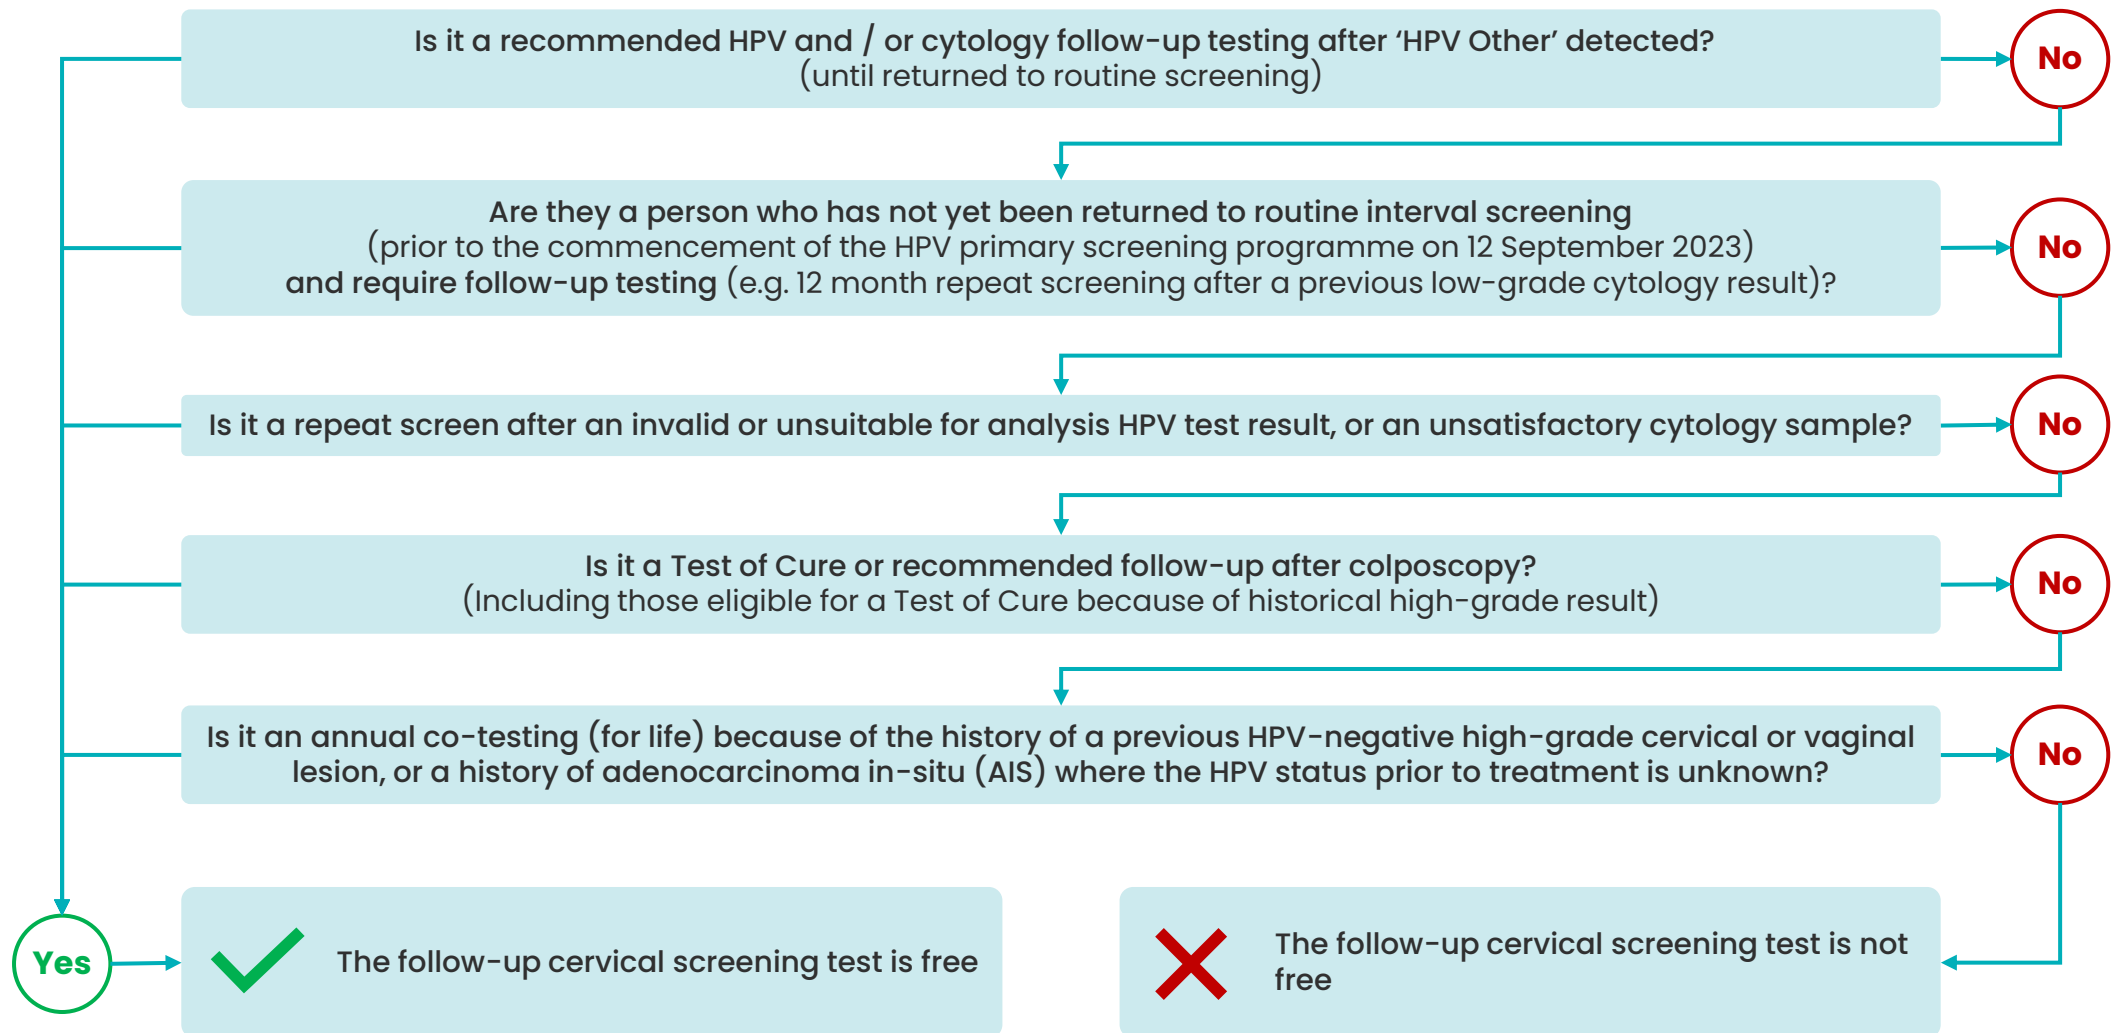 Is it a recommended HPV and / or cytology follow-up testing after ‘HPV Other’ detected?
(until returned to routine screening)
No
Are they a person who has not yet been returned to routine interval screening
(prior to the commencement of the HPV primary screening programme on 12 September 2023)
and require follow-up testing (e.g. 12 month repeat screening after a previous low-grade cytology result)?
No
Is it a repeat screen after an invalid or unsuitable for analysis HPV test result, or an unsatisfactory cytology sample?
No
Is it a Test of Cure or recommended follow-up after colposcopy?
(Including those eligible for a Test of Cure because of historical high-grade result)
No
Is it an annual co-testing (for life) because of the history of a previous HPV-negative high-grade cervical or vaginal
lesion, or a history of adenocarcinoma in-situ (AIS) where the HPV status prior to treatment is unknown?
No
Yes
The follow-up cervical screening test is free
The follow-up cervical screening test is not
free